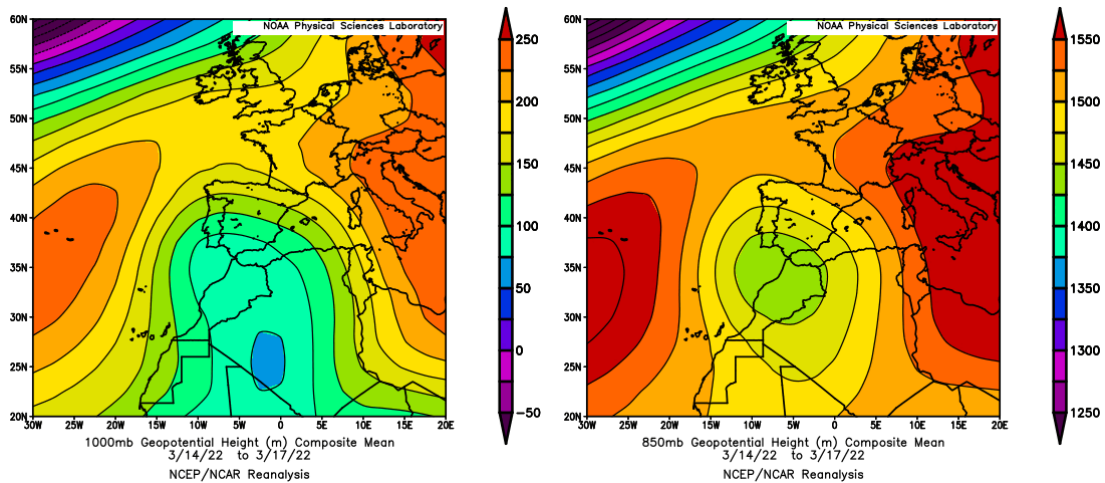 NOAA Physical Sciences Laboratory
60N
55N
50N
45N
40N
35N
30N
25N
20N
30W 25W 20W 15W 10W 5W 0 5E 10E 15E 20E
250
200
150
100
50
0
−50
1000mb Geopotential Height (m) Composite Mean
3/14/22 to 3/17/22
NCEP/NCAR Reanalysis
NOAA Physical Sciences Laboratory
60N
55N
50N
45N
40N
35N
30N
25N
20N
30W 25W 20W 15W 10W 5W 0 5E 10E 15E 20E
1550
1500
1450
1400
1350
1300
1250
850mb Geopotential Height (m) Composite Mean
3/14/22 to 3/17/22
NCEP/NCAR Reanalysis